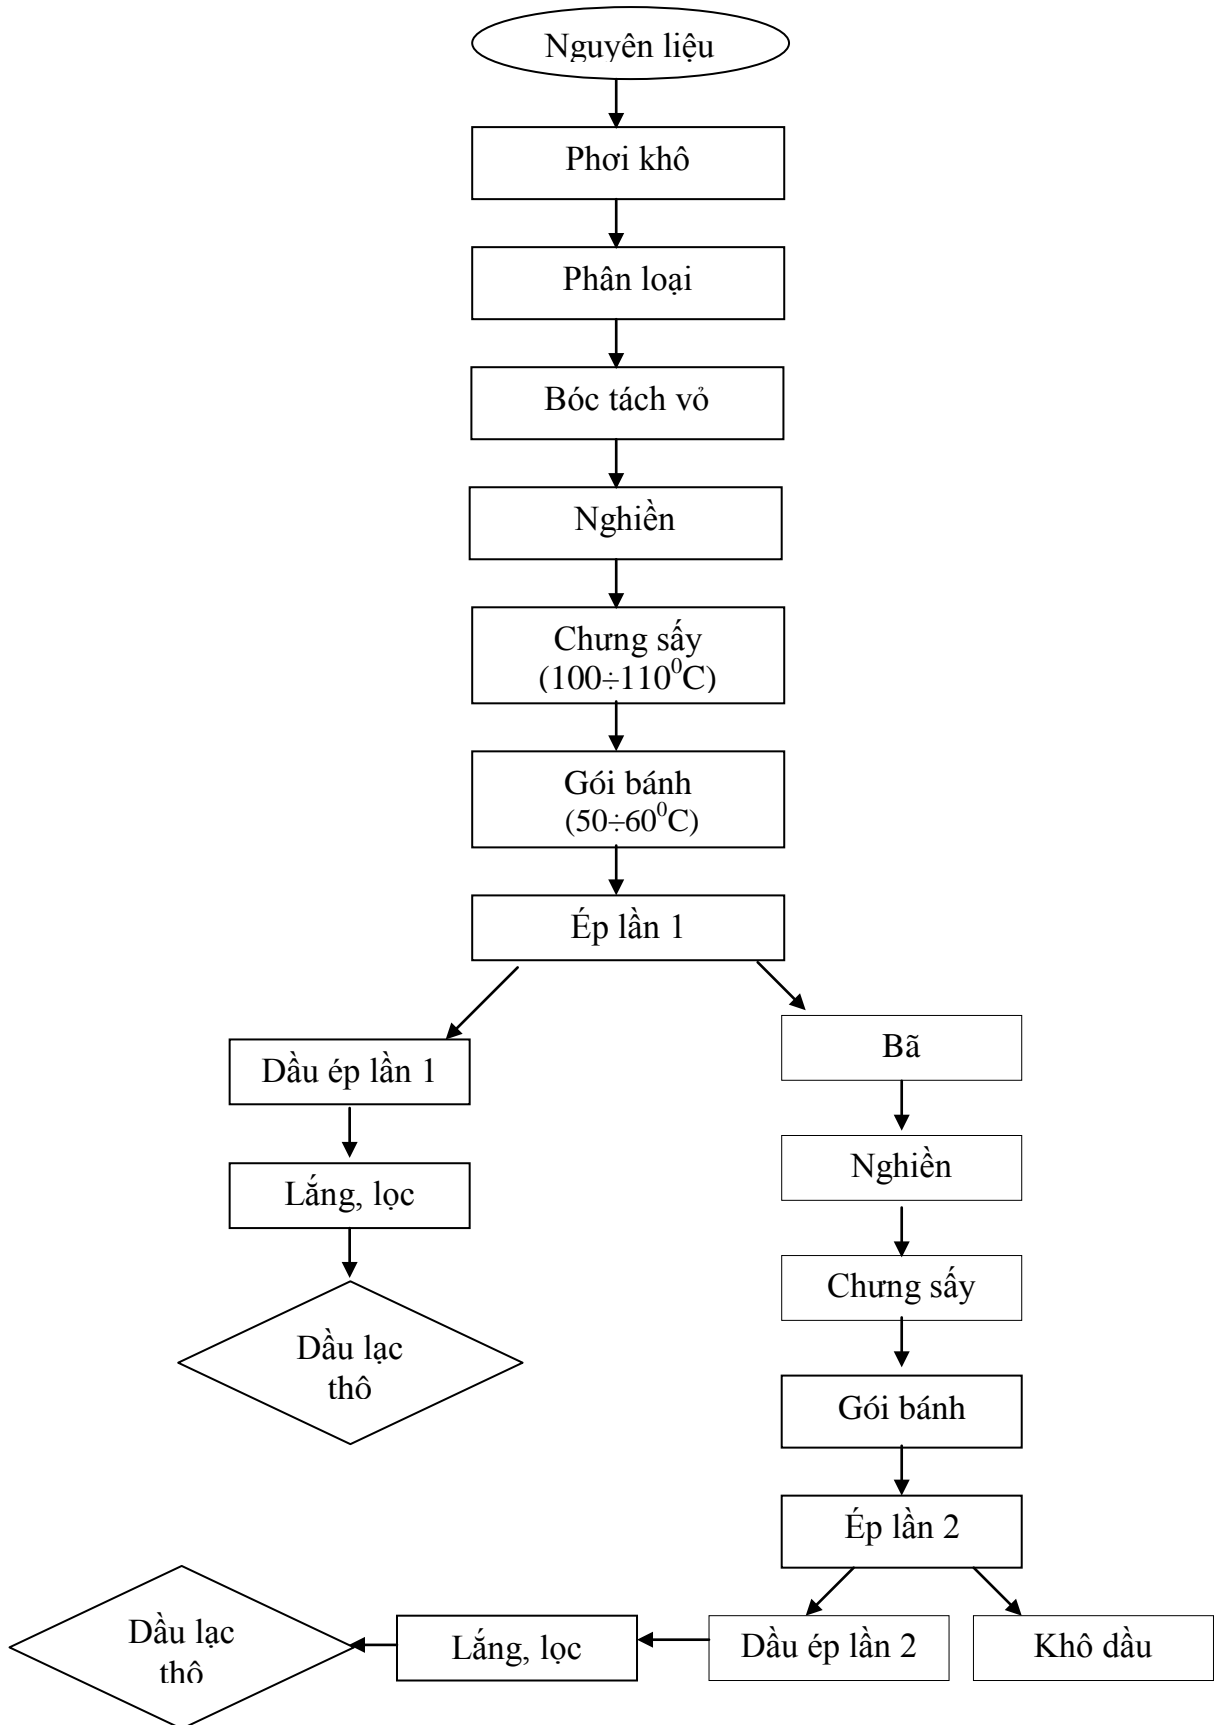 Nguyên liệu
Phơi khô
Phân loại
Bóc tách vỏ
Nghiền
Chưng sấy
(100÷110⁰C)
Gói bánh
(50÷60⁰C)
Ép lần 1
Dầu ép lần 1
Lắng, lọc
Dầu lạc
thô
Bã
Nghiền
Chưng sấy
Gói bánh
Ép lần 2
Dầu ép lần 2
Khô dầu
Lắng, lọc
Dầu lạc
thô